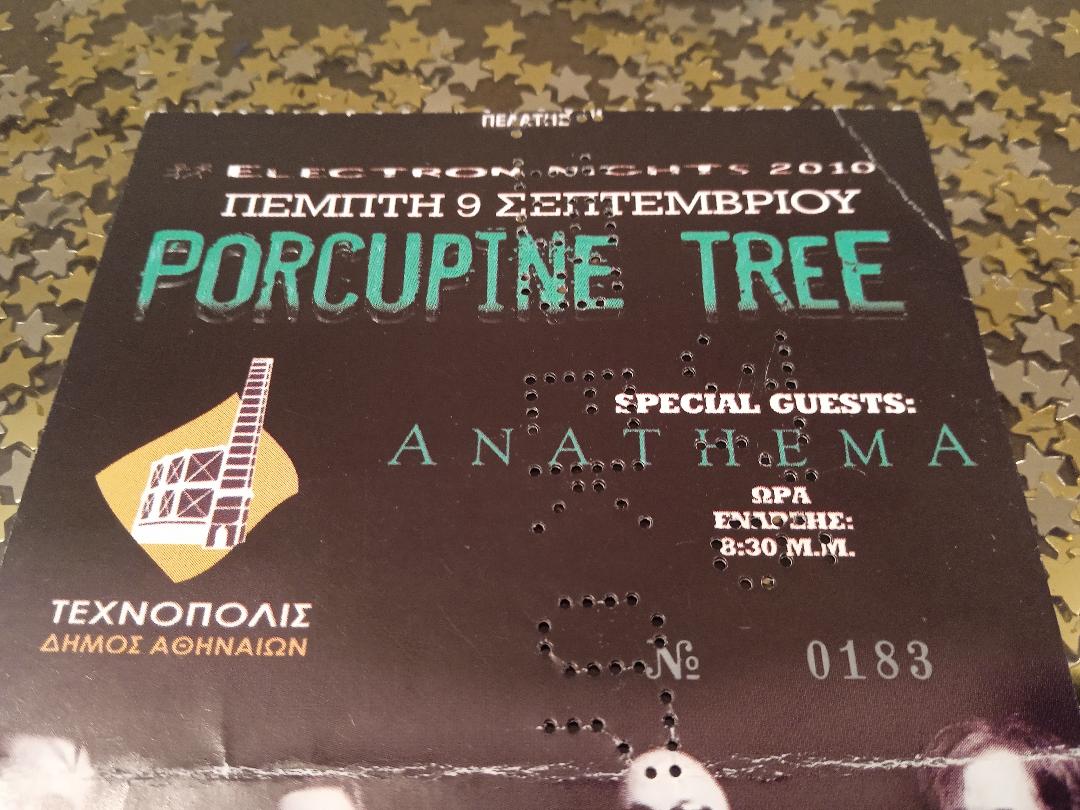 ΠΕΛΑΤΗΣ
ELECTRON NIGHTS 2010
ΠΕΜΠΤΗ 9 ΣΕΠΤΕΜΒΡΙΟΥ
PORCUPINE TREE
SPECIAL GUESTS:
ANATHEMA
ΩΡΑ
ΕΝΑΡΞΗΣ:
8:30 Μ.Μ.
ΤΕΧΝΟΠΟΛΙΣ
ΔΗΜΟΣ ΑΘΗΝΑΙΩΝ
№ 0183